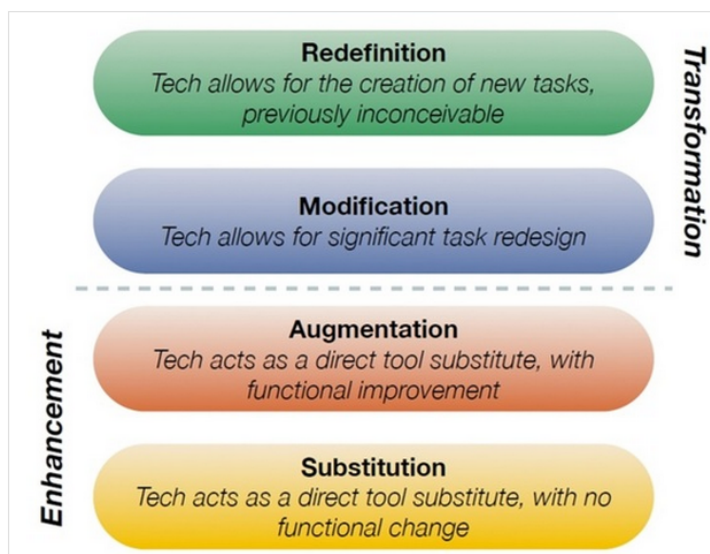 Redefinition
Tech allows for the creation of new tasks,
previously inconceivable
Modification
Tech allows for significant task redesign
Transformation
Augmentation
Tech acts as a direct tool substitute, with
functional improvement
Substitution
Tech acts as a direct tool substitute, with no
functional change
Enhancement